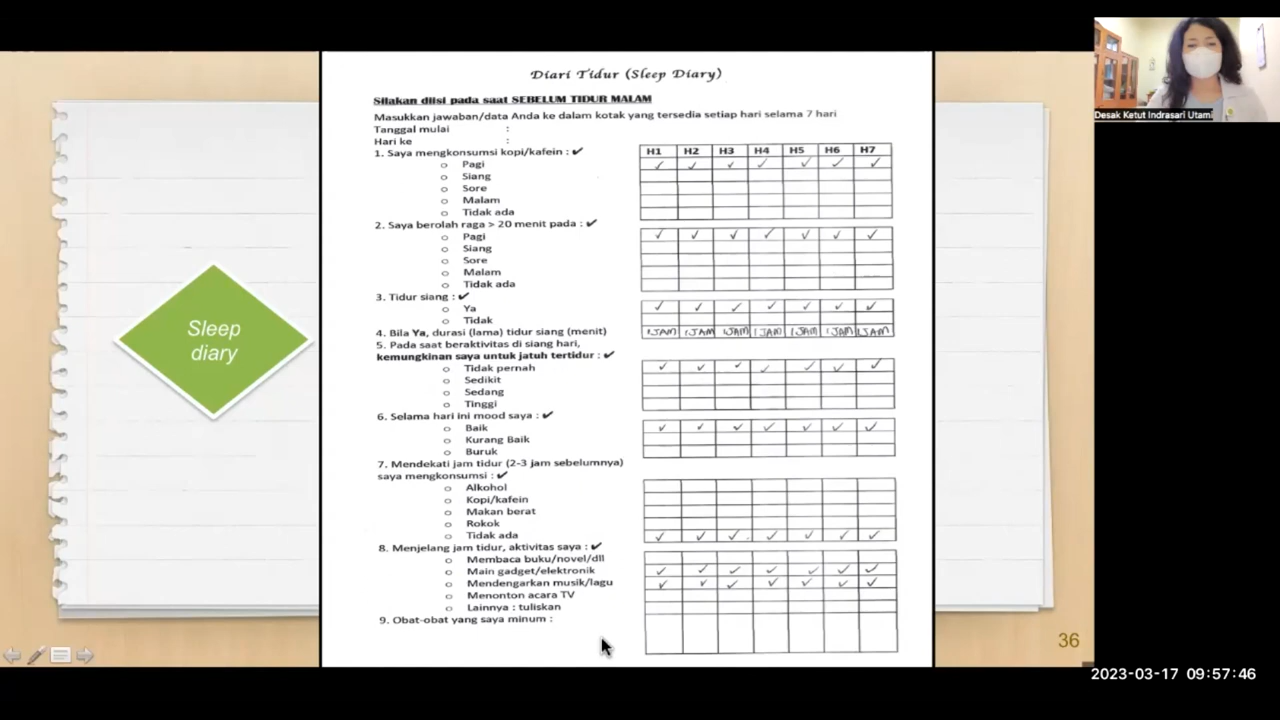 Diari Tidur (Sleep Diary)
Silakan diisi pada saat SEBELUM TIDUR MALAM
Masukkan jawaban/data Anda ke dalam kotak yang tersedia setiap hari selama 7 hari
Tanggal mulai :
Hari ke :
H1 H2 H3 H4 H5 H6 H7
1. Saya mengkonsumsi kopi/kafein : ✔
o Pagi ✓ ✓ ✓ ✓ ✓ ✓ ✓
o Siang
o Sore
o Malam
o Tidak ada
2. Saya berolah raga > 20 menit pada : ✔
o Pagi ✓ ✓ ✓ ✓ ✓ ✓ ✓
o Siang
o Sore
o Malam
o Tidak ada
3. Tidur siang : ✔
o Ya ✓ ✓ ✓ ✓ ✓ ✓ ✓
o Tidak
4. Bila Ya, durasi (lama) tidur siang (menit) 1 JAM 1 JAM 1 JAM 1 JAM 1 JAM 1 JAM 1 JAM
5. Pada saat beraktivitas di siang hari,
kemungkinan saya untuk jatuh tertidur : ✔
o Tidak pernah ✓ ✓ ✓ ✓ ✓ ✓ ✓
o Sedikit
o Sedang
o Tinggi
6. Selama hari ini mood saya : ✔
o Baik ✓ ✓ ✓ ✓ ✓ ✓ ✓
o Kurang Baik
o Buruk
7. Mendekati jam tidur (2-3 jam sebelumnya)
saya mengkonsumsi : ✔
o Alkohol
o Kopi/kafein
o Makan berat
o Rokok
o Tidak ada ✓ ✓ ✓ ✓ ✓ ✓ ✓
8. Menjelang jam tidur, aktivitas saya : ✔
o Membaca buku/novel/dll
o Main gadget/elektronik ✓ ✓ ✓ ✓ ✓ ✓ ✓
o Mendengarkan musik/lagu ✓ ✓ ✓ ✓ ✓ ✓ ✓
o Menonton acara TV
o Lainnya : tuliskan
9. Obat-obat yang saya minum :
Sleep
diary
36
Desak Ketut Indrasari Utami
2023-03-17 09:57:46